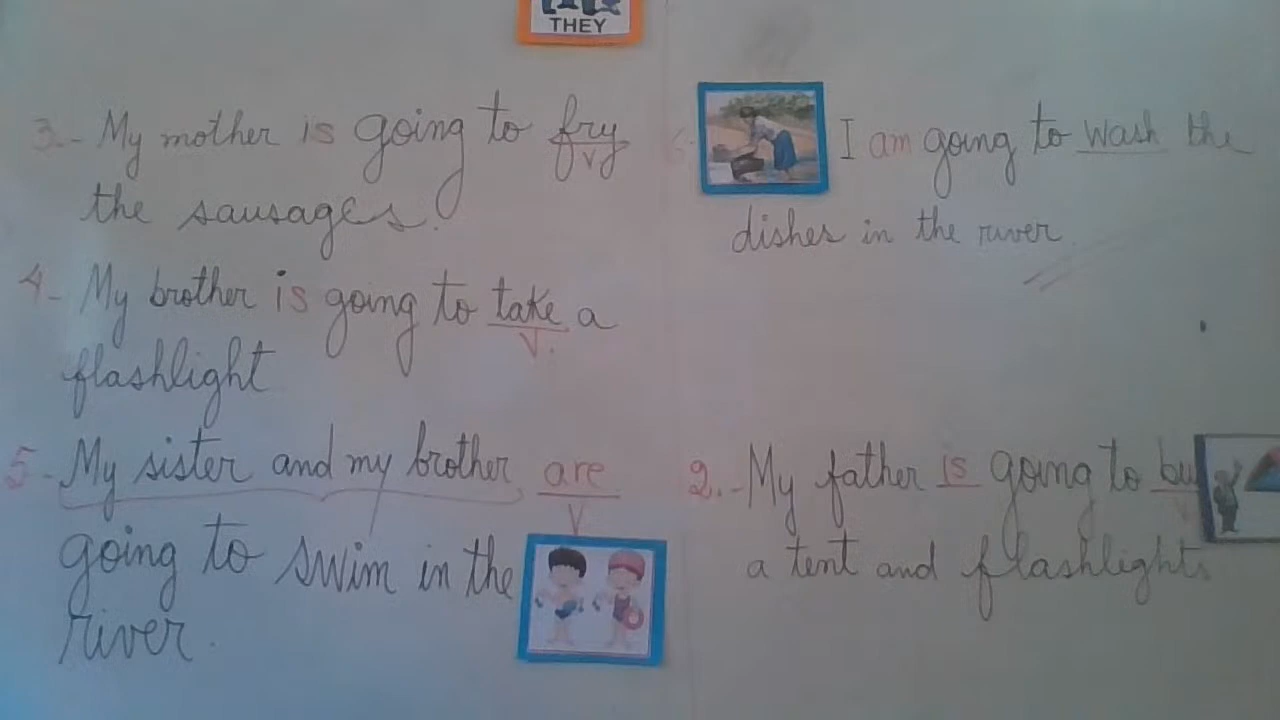 THEY
3.- My mother is going to fry
V
the sausages.
4- My brother is going to take a
V.
flashlight
5- My sister and my brother are
V
going to swim in the
river.
I am going to wash the
dishes in the river
2.- My father is going to
a tent and flashlights